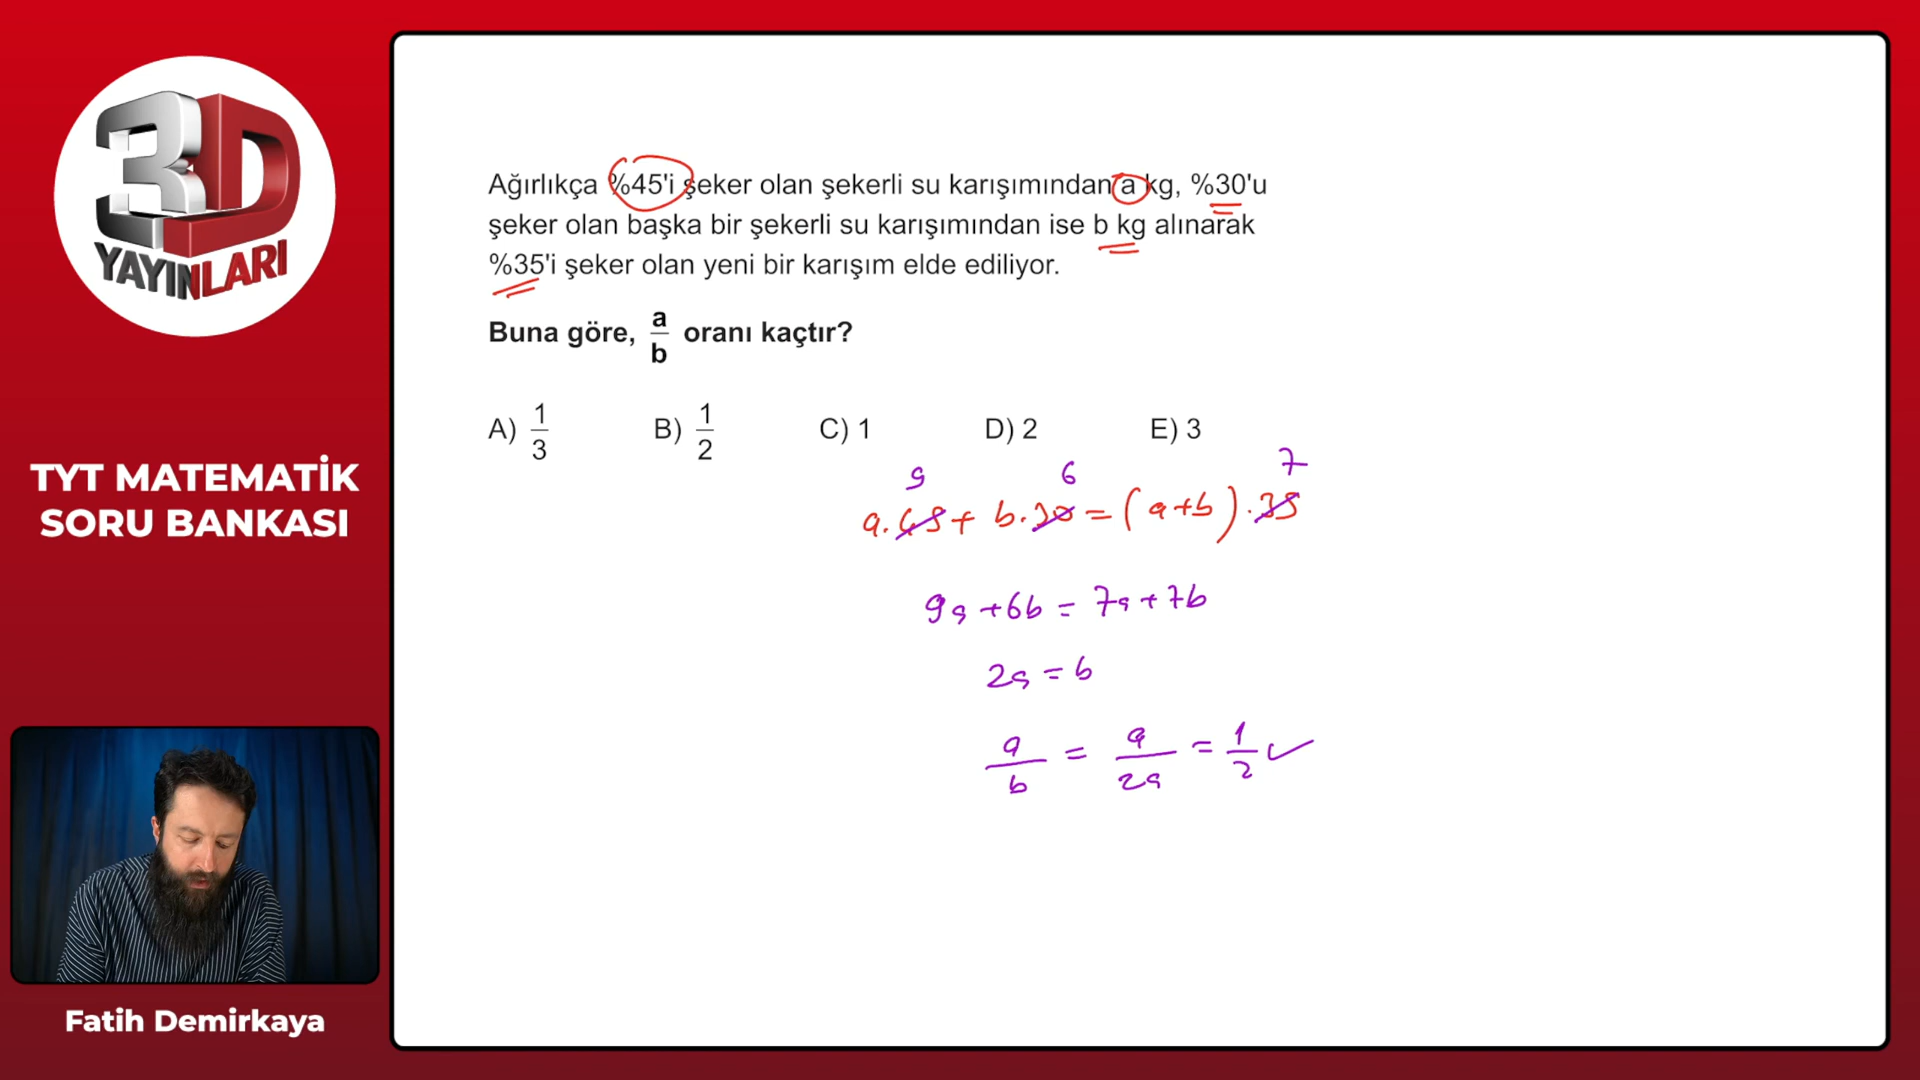 3D
YAYINLARI
TYT MATEMATİK
SORU BANKASI
Fatih Demirkaya
Ağırlıkça %45'i şeker olan şekerli su karışımından a kg, %30'u
şeker olan başka bir şekerli su karışımından ise b kg alınarak
%35'i şeker olan yeni bir karışım elde ediliyor.
Buna göre, a/b oranı kaçtır?
A) 1/3 B) 1/2 C) 1 D) 2 E) 3
9 6 7
a.45 + b.30 = (a+b).35
9a + 6b = 7a + 7b
2a = b
a/b = a/2a = 1/2 ✓